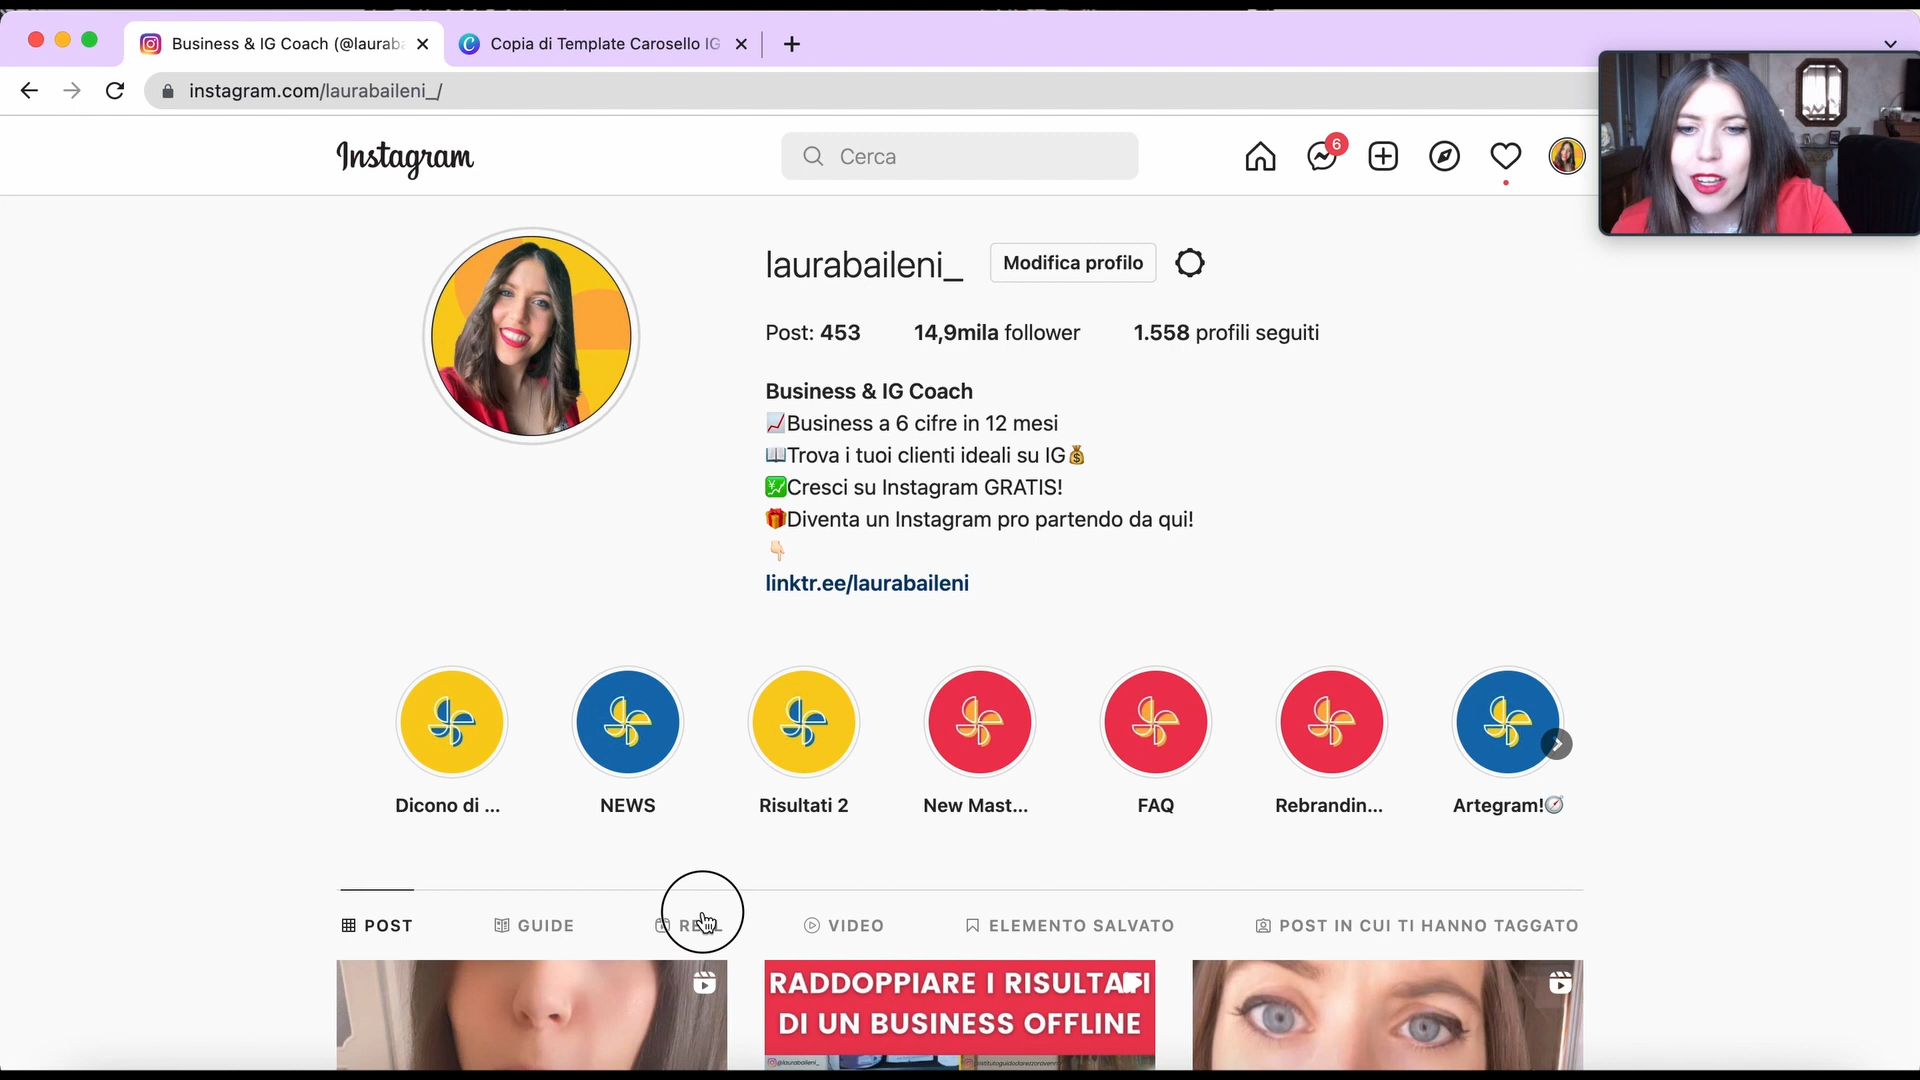 Business & IG Coach (@laurab
Copia di Template Carosello IG
instagram.com/laurabaileni_/
Instagram
Cerca
6
laurabaileni_
Modifica profilo
Post: 453
14,9mila follower
1.558 profili seguiti
Business & IG Coach
Business a 6 cifre in 12 mesi
Trova i tuoi clienti ideali su IG
Cresci su Instagram GRATIS!
Diventa un Instagram pro partendo da qui!
linktr.ee/laurabaileni
Dicono di ...
NEWS
Risultati 2
New Mast...
FAQ
Rebrandin...
Artegram!
POST
GUIDE
VIDEO
ELEMENTO SALVATO
POST IN CUI TI HANNO TAGGATO
RADDOPPIARE I RISULTATI
DI UN BUSINESS OFFLINE
@laurabaileni_